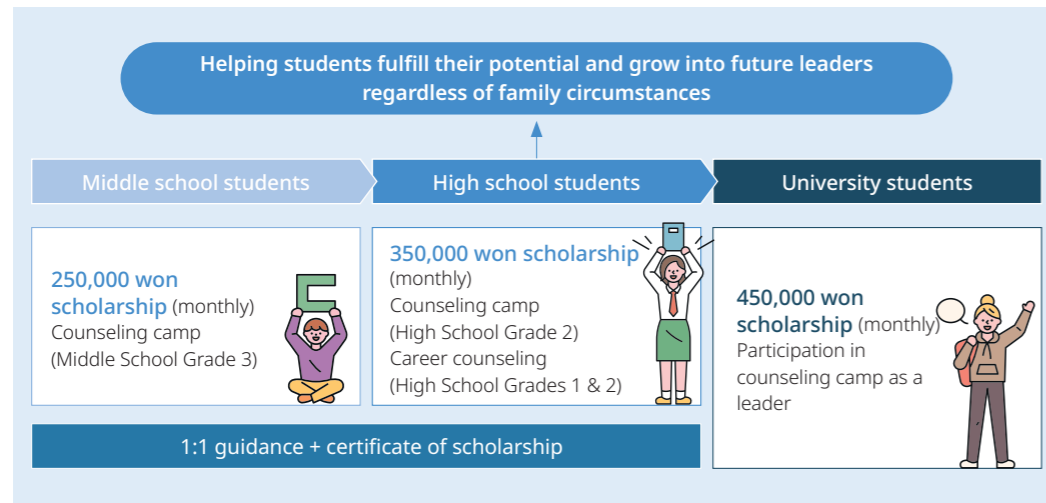 Helping students fulfill their potential and grow into future leaders
regardless of family circumstances
Middle school students
High school students
University students
250,000 won
scholarship (monthly)
Counseling camp
(Middle School Grade 3)
350,000 won scholarship
(monthly)
Counseling camp
(High School Grade 2)
Career counseling
(High School Grades 1 & 2)
450,000 won
scholarship (monthly)
Participation in
counseling camp as a
leader
1:1 guidance + certificate of scholarship